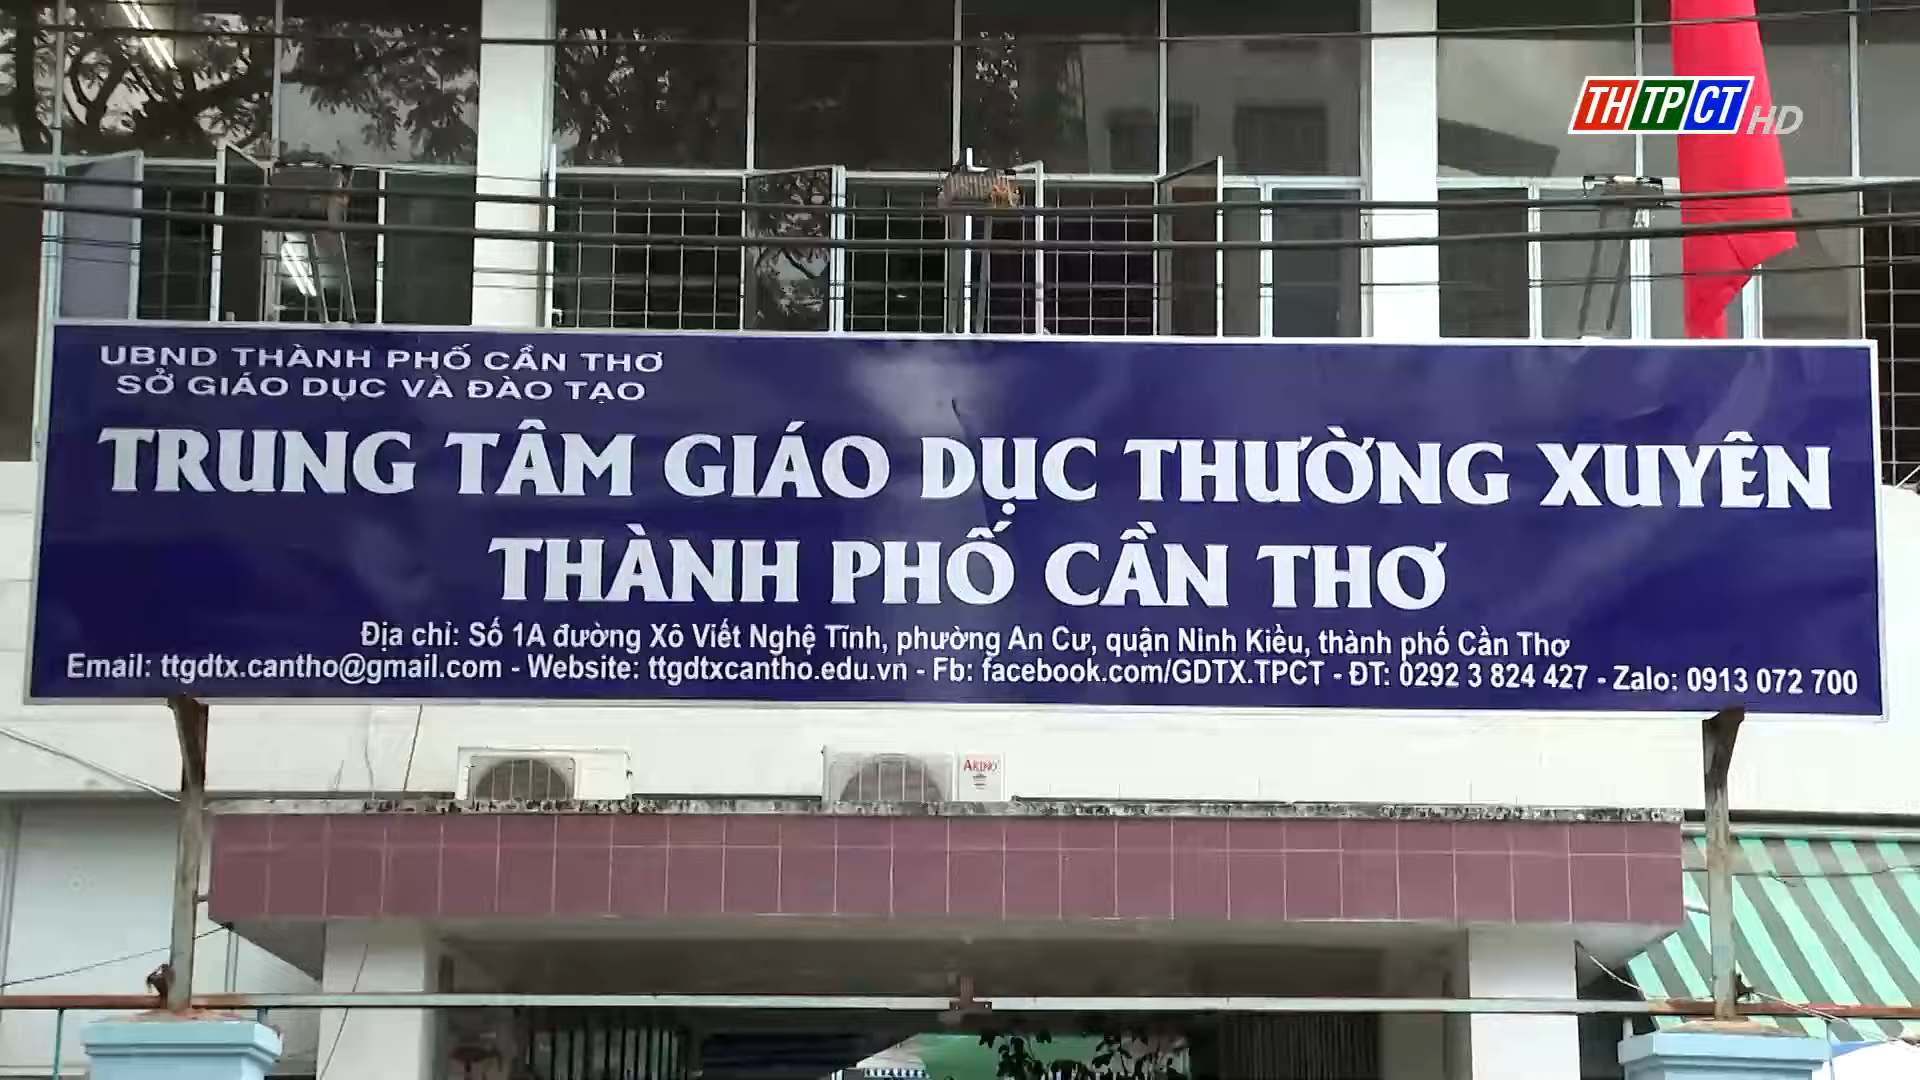 THTPCT HD
UBND THÀNH PHỐ CẦN THƠ
SỞ GIÁO DỤC VÀ ĐÀO TẠO
TRUNG TÂM GIÁO DỤC THƯỜNG XUYÊN
THÀNH PHỐ CẦN THƠ
Địa chỉ: Số 1A đường Xô Viết Nghệ Tĩnh, phường An Cư, quận Ninh Kiều, thành phố Cần Thơ
Email: ttgdtx.cantho@gmail.com - Website: ttgdtxcantho.edu.vn - Fb: facebook.com/GDTX.TPCT - ĐT: 0292 3 824 427 - Zalo: 0913 072 700
AKINO